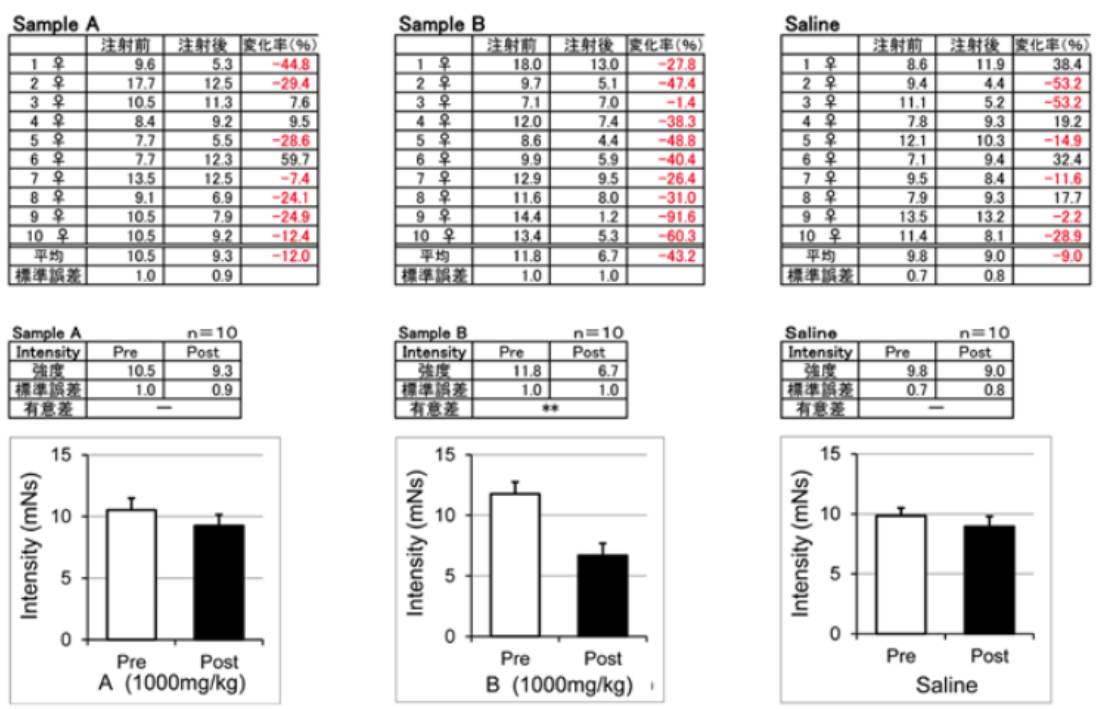 Sample A
注射前 注射後 変化率(%)
1 ♀ 9.6 5.3 -44.8
2 ♀ 17.7 12.5 -29.4
3 ♀ 10.5 11.3 7.6
4 ♀ 8.4 9.2 9.5
5 ♀ 7.7 5.5 -28.6
6 ♀ 7.7 12.3 59.7
7 ♀ 13.5 12.5 -7.4
8 ♀ 9.1 6.9 -24.1
9 ♀ 10.5 7.9 -24.9
10 ♀ 10.5 9.2 -12.4
平均 10.5 9.3 -12.0
標準誤差 1.0 0.9
Sample B
注射前 注射後 変化率(%)
1 ♀ 18.0 13.0 -27.8
2 ♀ 9.7 5.1 -47.4
3 ♀ 7.1 7.0 -1.4
4 ♀ 12.0 7.4 -38.3
5 ♀ 8.6 4.4 -48.8
6 ♀ 9.9 5.9 -40.4
7 ♀ 12.9 9.5 -26.4
8 ♀ 11.6 8.0 -31.0
9 ♀ 14.4 1.2 -91.6
10 ♀ 13.4 5.3 -60.3
平均 11.8 6.7 -43.2
標準誤差 1.0 1.0
Saline
注射前 注射後 変化率(%)
1 ♀ 8.6 11.9 38.4
2 ♀ 9.4 4.4 -53.2
3 ♀ 11.1 5.2 -53.2
4 ♀ 7.8 9.3 19.2
5 ♀ 12.1 10.3 -14.9
6 ♀ 7.1 9.4 32.4
7 ♀ 9.5 8.4 -11.6
8 ♀ 7.9 9.3 17.7
9 ♀ 13.5 13.2 -2.2
10 ♀ 11.4 8.1 -28.9
平均 9.8 9.0 -9.0
標準誤差 0.7 0.8
Sample A n=10
Intensity Pre Post
強度 10.5 9.3
標準誤差 1.0 0.9
有意差 —
Sample B n=10
Intensity Pre Post
強度 11.8 6.7
標準誤差 1.0 1.0
有意差 **
Saline n=10
Intensity Pre Post
強度 9.8 9.0
標準誤差 0.7 0.8
有意差 —
Intensity (mNs)
15
10
5
0
Pre Post
A (1000mg/kg)
Intensity (mNs)
15
10
5
0
Pre Post
B (1000mg/kg)
Intensity (mNs)
15
10
5
0
Pre Post
Saline